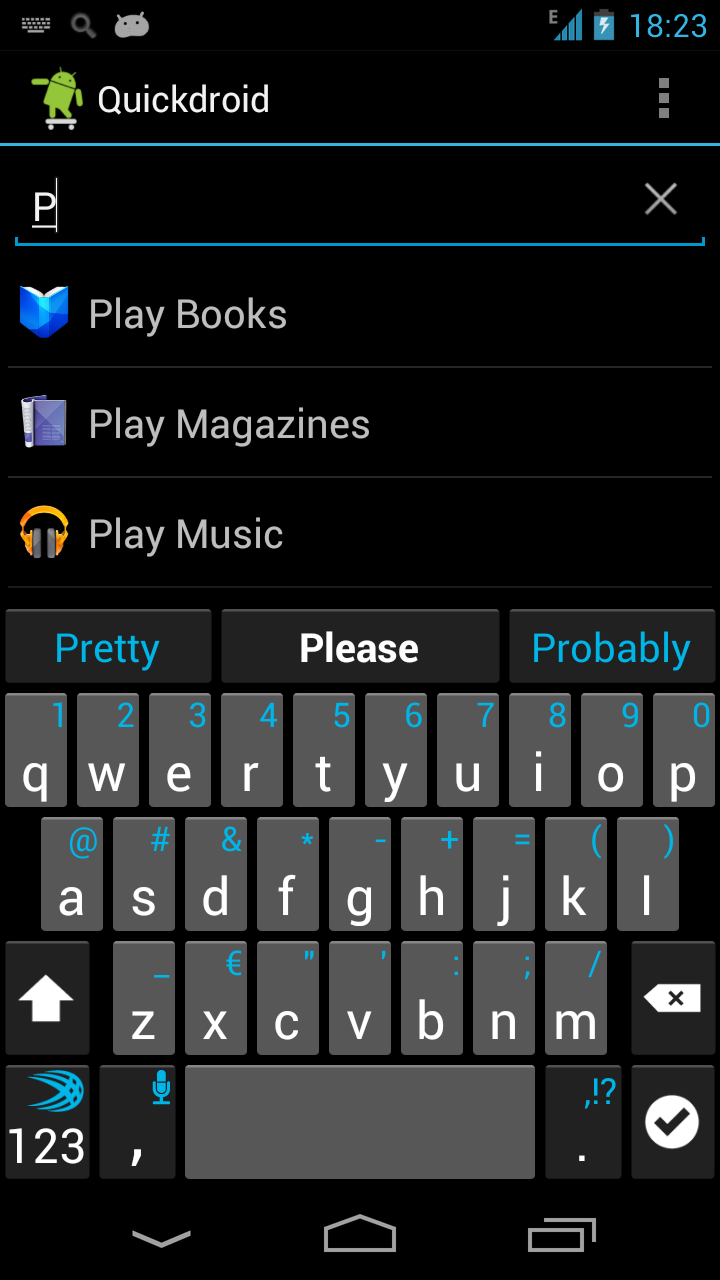 E 18:23
Quickdroid
P
Play Books
Play Magazines
Play Music
Pretty Please Probably
1 2 3 4 5 6 7 8 9 0
q w e r t y u i o p
@ # & * - + = ( )
a s d f g h j k l
_ € " ' : ; /
z x c v b n m
,!?
123 , .